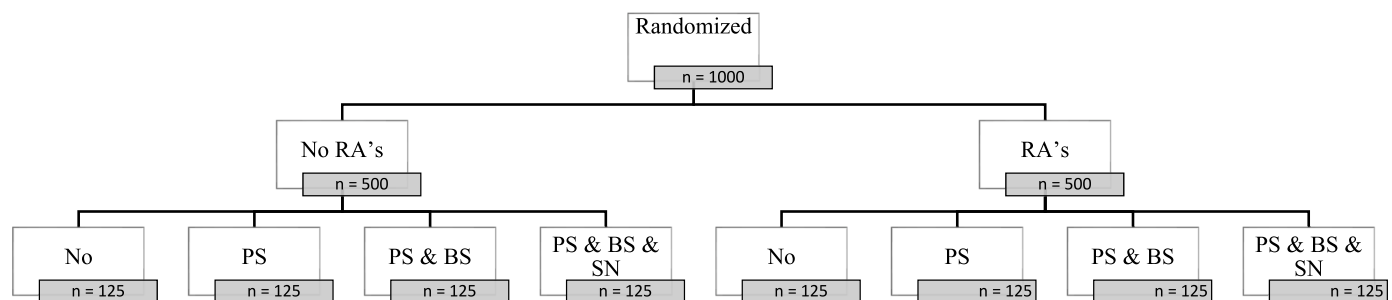 Randomized
n = 1000
No RA’s
n = 500
RA’s
n = 500
No
n = 125
PS
n = 125
PS & BS
n = 125
PS & BS &
SN
n = 125
No
n = 125
PS
n = 125
PS & BS
n = 125
PS & BS &
SN
n = 125